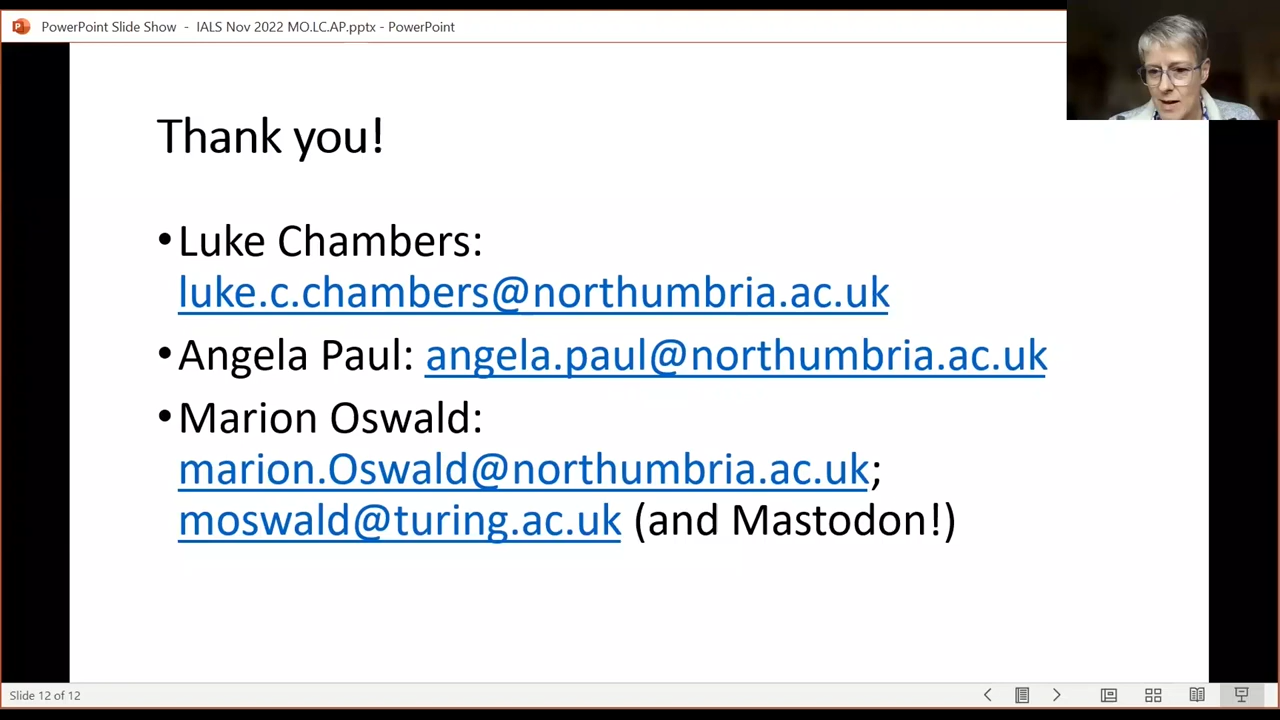 PowerPoint Slide Show - IALS Nov 2022 MO.LC.AP.pptx - PowerPoint
Thank you!
•Luke Chambers:
luke.c.chambers@northumbria.ac.uk
•Angela Paul: angela.paul@northumbria.ac.uk
•Marion Oswald:
marion.Oswald@northumbria.ac.uk;
moswald@turing.ac.uk (and Mastodon!)
Slide 12 of 12